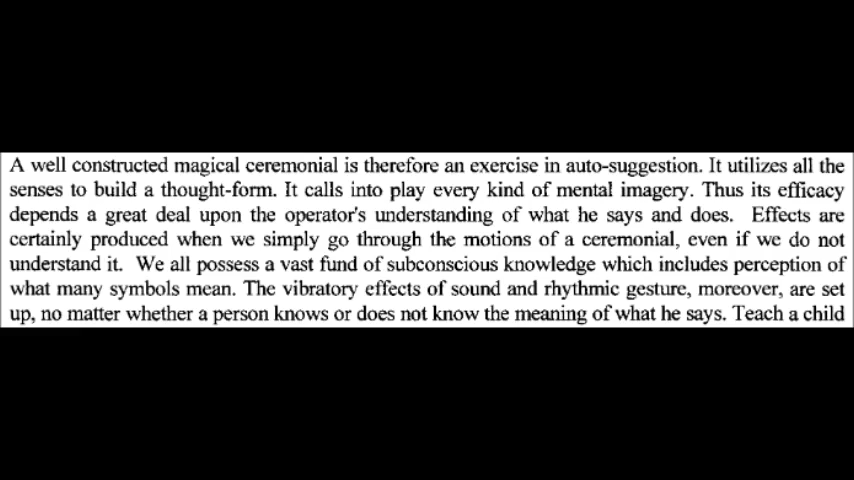 A well constructed magical ceremonial is therefore an exercise in auto-suggestion. It utilizes all the
senses to build a thought-form. It calls into play every kind of mental imagery. Thus its efficacy
depends a great deal upon the operator's understanding of what he says and does. Effects are
certainly produced when we simply go through the motions of a ceremonial, even if we do not
understand it. We all possess a vast fund of subconscious knowledge which includes perception of
what many symbols mean. The vibratory effects of sound and rhythmic gesture, moreover, are set
up, no matter whether a person knows or does not know the meaning of what he says. Teach a child